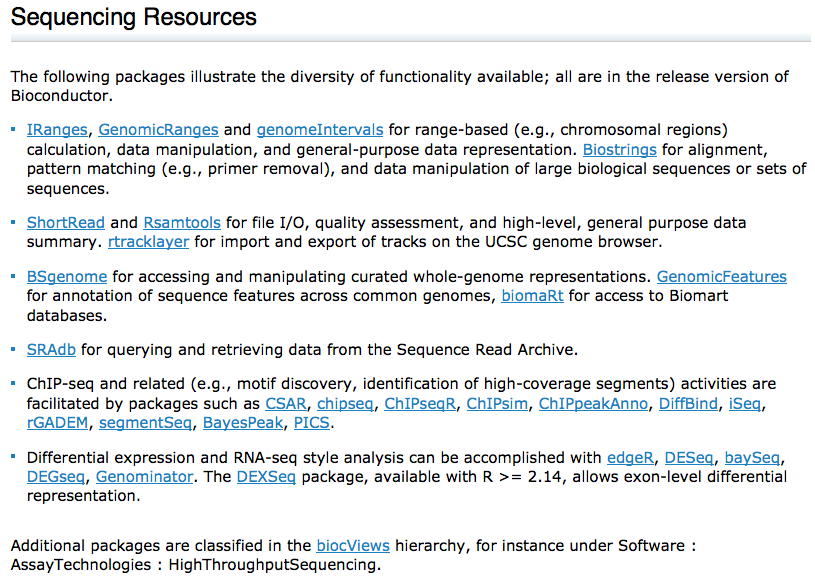 Sequencing Resources
The following packages illustrate the diversity of functionality available; all are in the release version of
Bioconductor.
IRanges, GenomicRanges and genomeIntervals for range-based (e.g., chromosomal regions)
calculation, data manipulation, and general-purpose data representation. Biostrings for alignment,
pattern matching (e.g., primer removal), and data manipulation of large biological sequences or sets of
sequences.
ShortRead and Rsamtools for file I/O, quality assessment, and high-level, general purpose data
summary. rtracklayer for import and export of tracks on the UCSC genome browser.
BSgenome for accessing and manipulating curated whole-genome representations. GenomicFeatures
for annotation of sequence features across common genomes, biomaRt for access to Biomart
databases.
SRAdb for querying and retrieving data from the Sequence Read Archive.
ChIP-seq and related (e.g., motif discovery, identification of high-coverage segments) activities are
facilitated by packages such as CSAR, chipseq, ChIPseqR, ChIPsim, ChIPpeakAnno, DiffBind, iSeq,
rGADEM, segmentSeq, BayesPeak, PICS.
Differential expression and RNA-seq style analysis can be accomplished with edgeR, DESeq, baySeq,
DEGseq, Genominator. The DEXSeq package, available with R >= 2.14, allows exon-level differential
representation.
Additional packages are classified in the biocViews hierarchy, for instance under Software :
AssayTechnologies : HighThroughputSequencing.